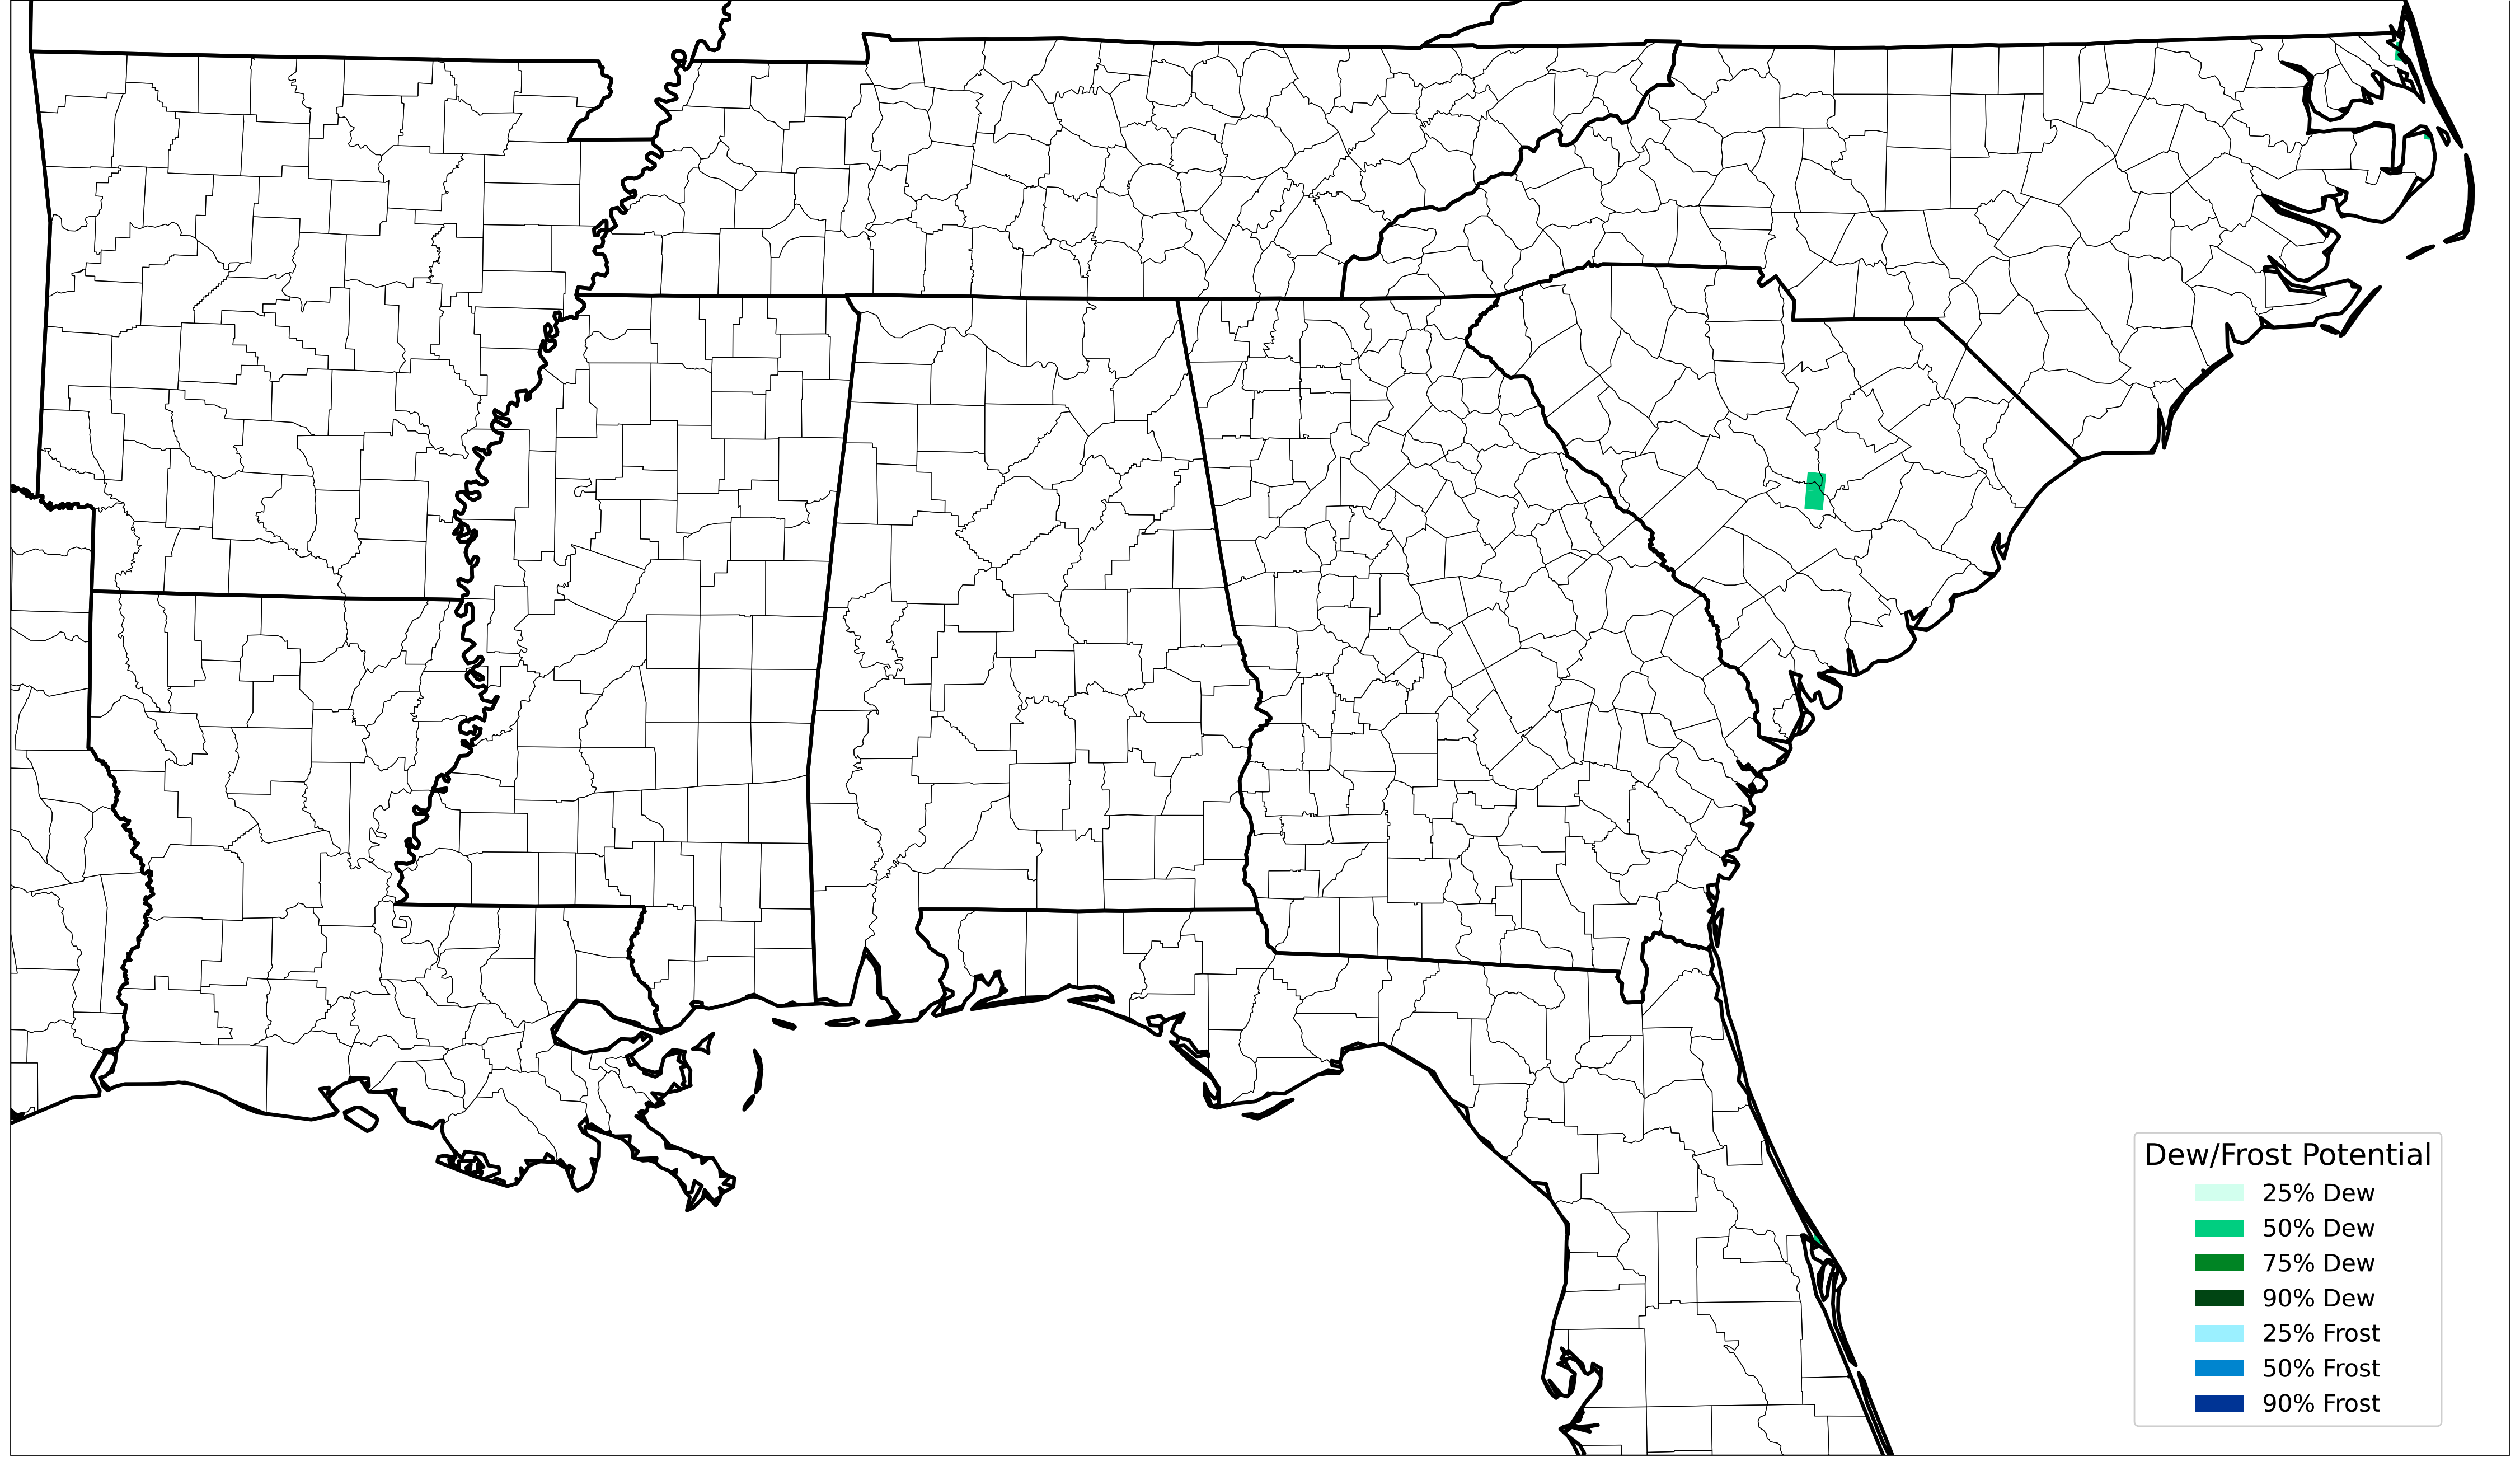 Dew/Frost Potential
25% Dew
50% Dew
75% Dew
90% Dew
25% Frost
50% Frost
90% Frost